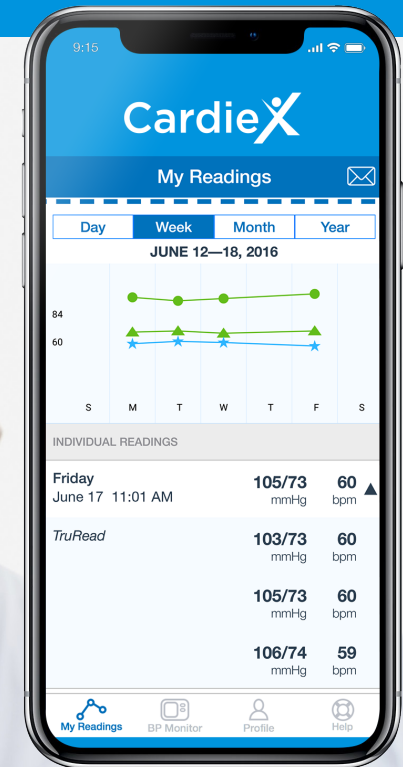 9:15
CardieX
My Readings
Day Week Month Year
JUNE 12—18, 2016
84
60
S M T W T F S
INDIVIDUAL READINGS
Friday 105/73 60
June 17 11:01 AM mmHg bpm
TruRead 103/73 60
mmHg bpm
105/73 60
mmHg bpm
106/74 59
mmHg bpm
My Readings BP Monitor Profile Help